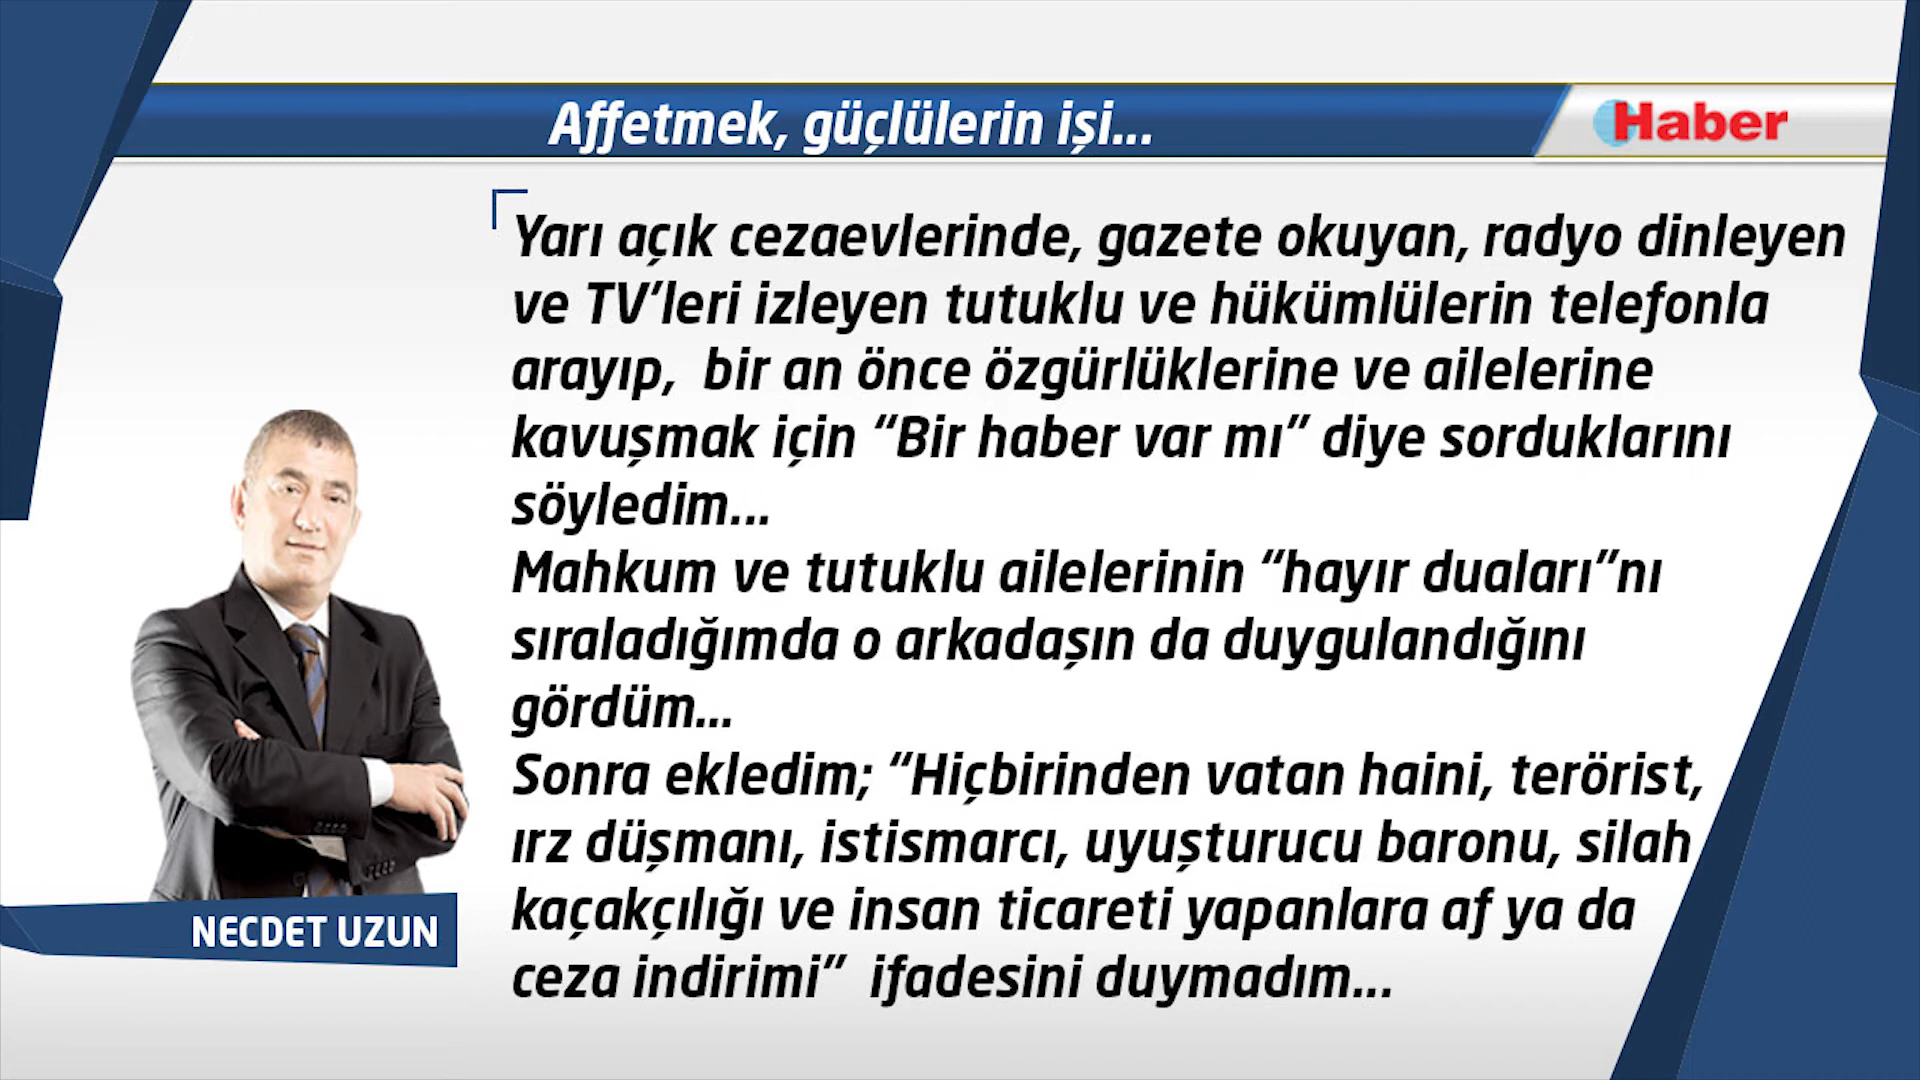 Affetmek, güçlülerin işi...
Haber
Yarı açık cezaevlerinde, gazete okuyan, radyo dinleyen
ve TV’leri izleyen tutuklu ve hükümlülerin telefonla
arayıp,  bir an önce özgürlüklerine ve ailelerine
kavuşmak için “Bir haber var mı” diye sorduklarını
söyledim...
Mahkum ve tutuklu ailelerinin “hayır duaları”nı
sıraladığımda o arkadaşın da duygulandığını
gördüm...
Sonra ekledim; “Hiçbirinden vatan haini, terörist,
ırz düşmanı, istismarcı, uyuşturucu baronu, silah
kaçakçılığı ve insan ticareti yapanlara af ya da
ceza indirimi”  ifadesini duymadım...
NECDET UZUN